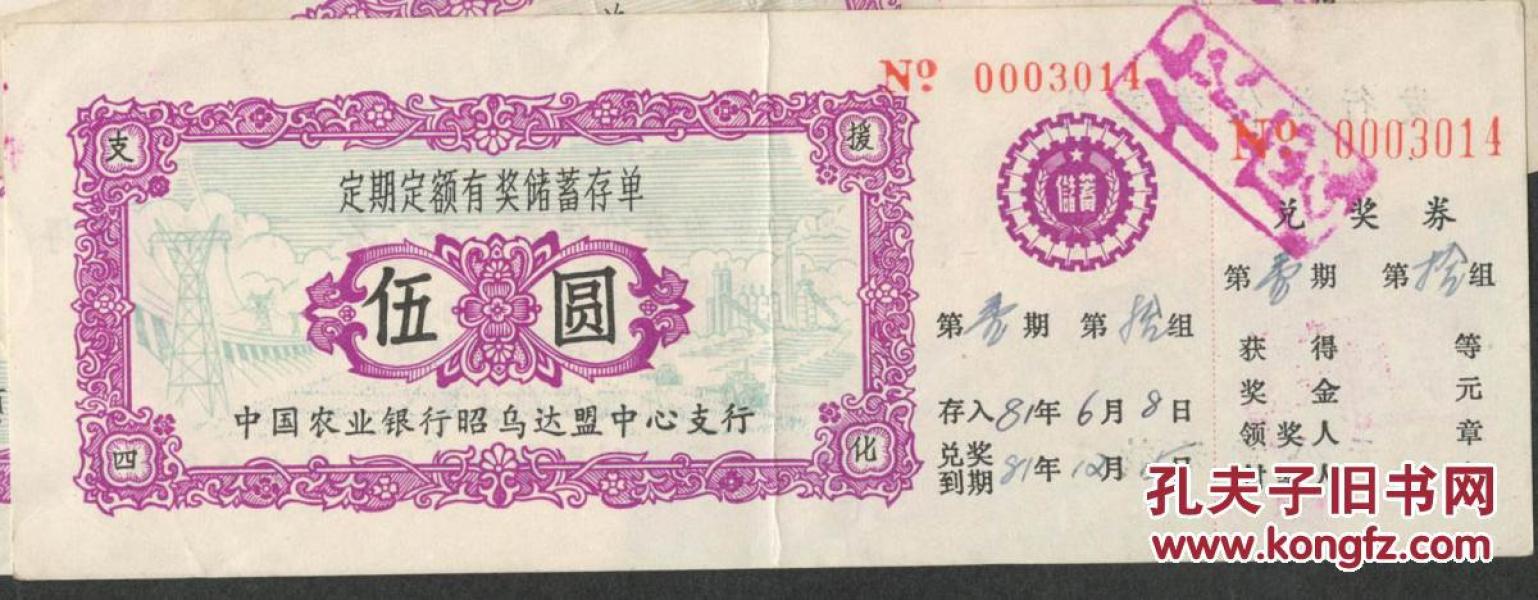 № 0003014
№ 0003014
支 援
定期定额有奖储蓄存单
伍圆
中国农业银行昭乌达盟中心支行
四 化
储蓄
第 期 第拾组
存入81年6月8日
兑奖到期81年12月 日
兑奖券
第 期 第拾组
获得 等
奖金 元
领奖人 章
孔夫子旧书网
www.kongfz.com